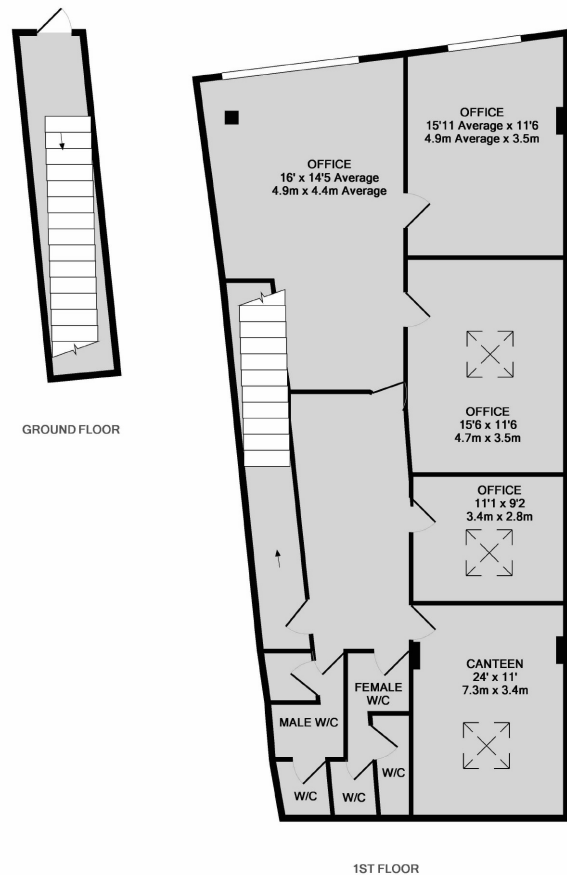 OFFICE
15'11 Average x 11'6
4.9m Average x 3.5m
OFFICE
16' x 14'5 Average
4.9m x 4.4m Average
OFFICE
15'6 x 11'6
4.7m x 3.5m
GROUND FLOOR
OFFICE
11'1 x 9'2
3.4m x 2.8m
CANTEEN
24' x 11'
7.3m x 3.4m
FEMALE
W/C
MALE W/C
W/C
W/C
W/C
1ST FLOOR